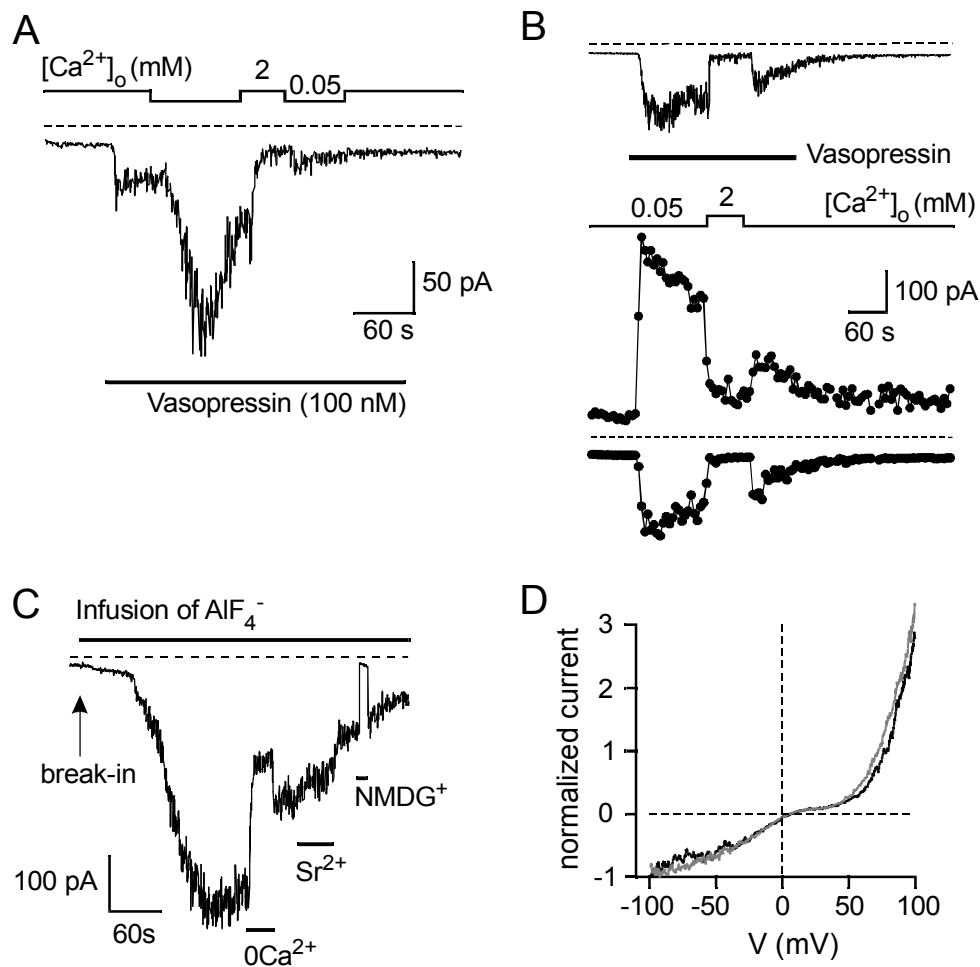 A
[Ca²⁺]ₒ (mM)
2
0.05
50 pA
60 s
Vasopressin (100 nM)
B
Vasopressin
0.05
2
[Ca²⁺]ₒ (mM)
100 pA
60 s
C
Infusion of AlF₄⁻
break-in
NMDG⁺
Sr²⁺
100 pA
60s
0Ca²⁺
D
normalized current
3
2
1
0
-1
-100
-50
0
50
100
V (mV)